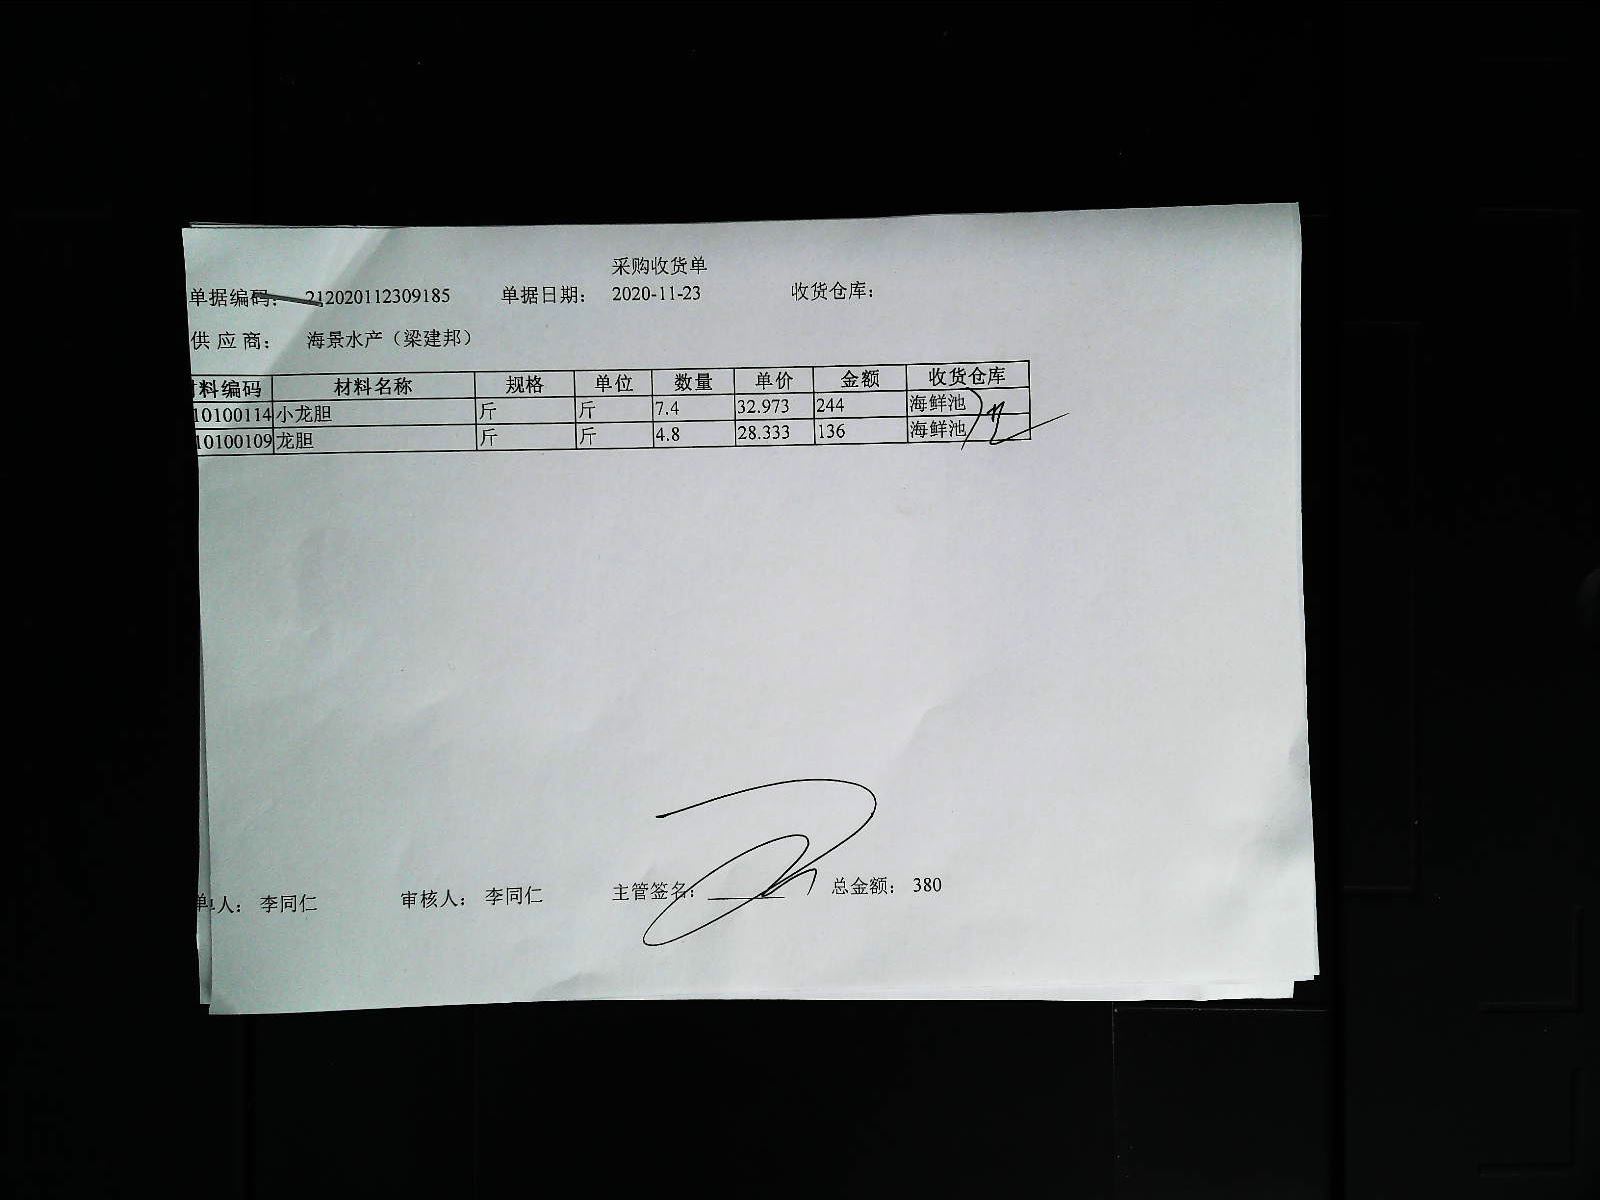 采购收货单
单据编码: 212020112309185 单据日期: 2020-11-23 收货仓库:
供应商: 海景水产（梁建邦）
料编码 材料名称 规格 单位 数量 单价 金额 收货仓库
10100114 小龙胆 斤 斤 7.4 32.973 244 海鲜池
10100109 龙胆 斤 斤 4.8 28.333 136 海鲜池
单人: 李同仁 审核人: 李同仁 主管签名: 总金额: 380